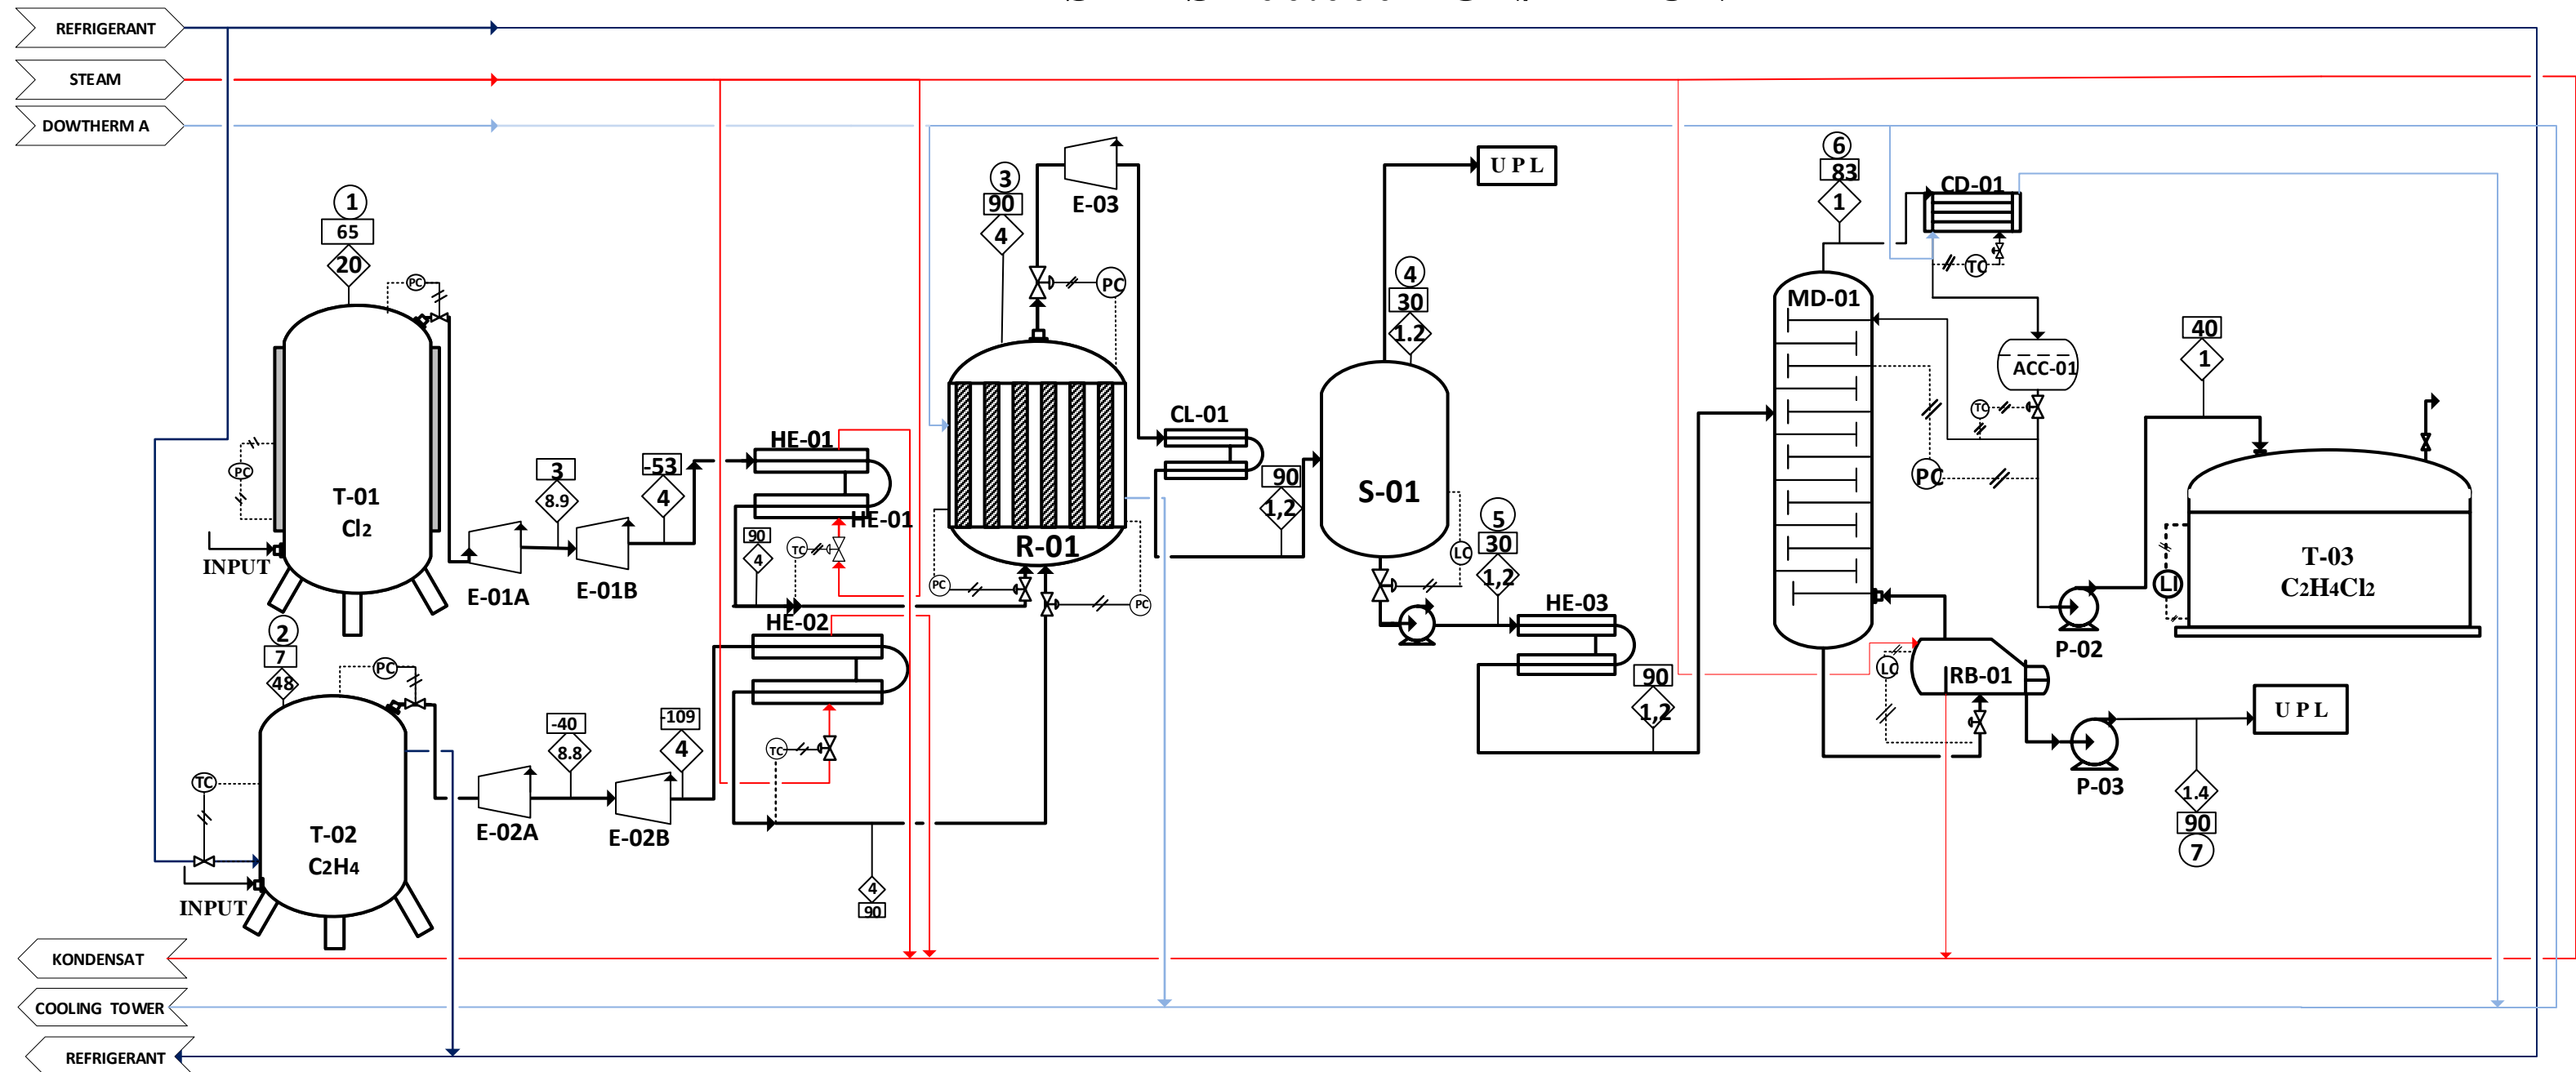 REFRIGERANT
STEAM
DOWTHERM A
1
65
20
PC
PC
T-01
Cl2
INPUT
E-01A
3
8.9
E-01B
-53
4
HE-01
HE-01
TC
90
4
2
7
48
PC
TC
T-02
C2H4
INPUT
E-02A
-40
8.8
E-02B
-109
4
HE-02
TC
4
90
3
90
4
E-03
PC
R-01
PC
PC
CL-01
90
1,2
UPL
4
30
1.2
S-01
LC
5
30
1,2
HE-03
90
1,2
6
83
1
CD-01
TC
MD-01
ACC-01
TC
PC
LC
RB-01
P-02
40
1
LI
T-03
C2H4Cl2
P-03
UPL
1.4
90
7
KONDENSAT
COOLING TOWER
REFRIGERANT